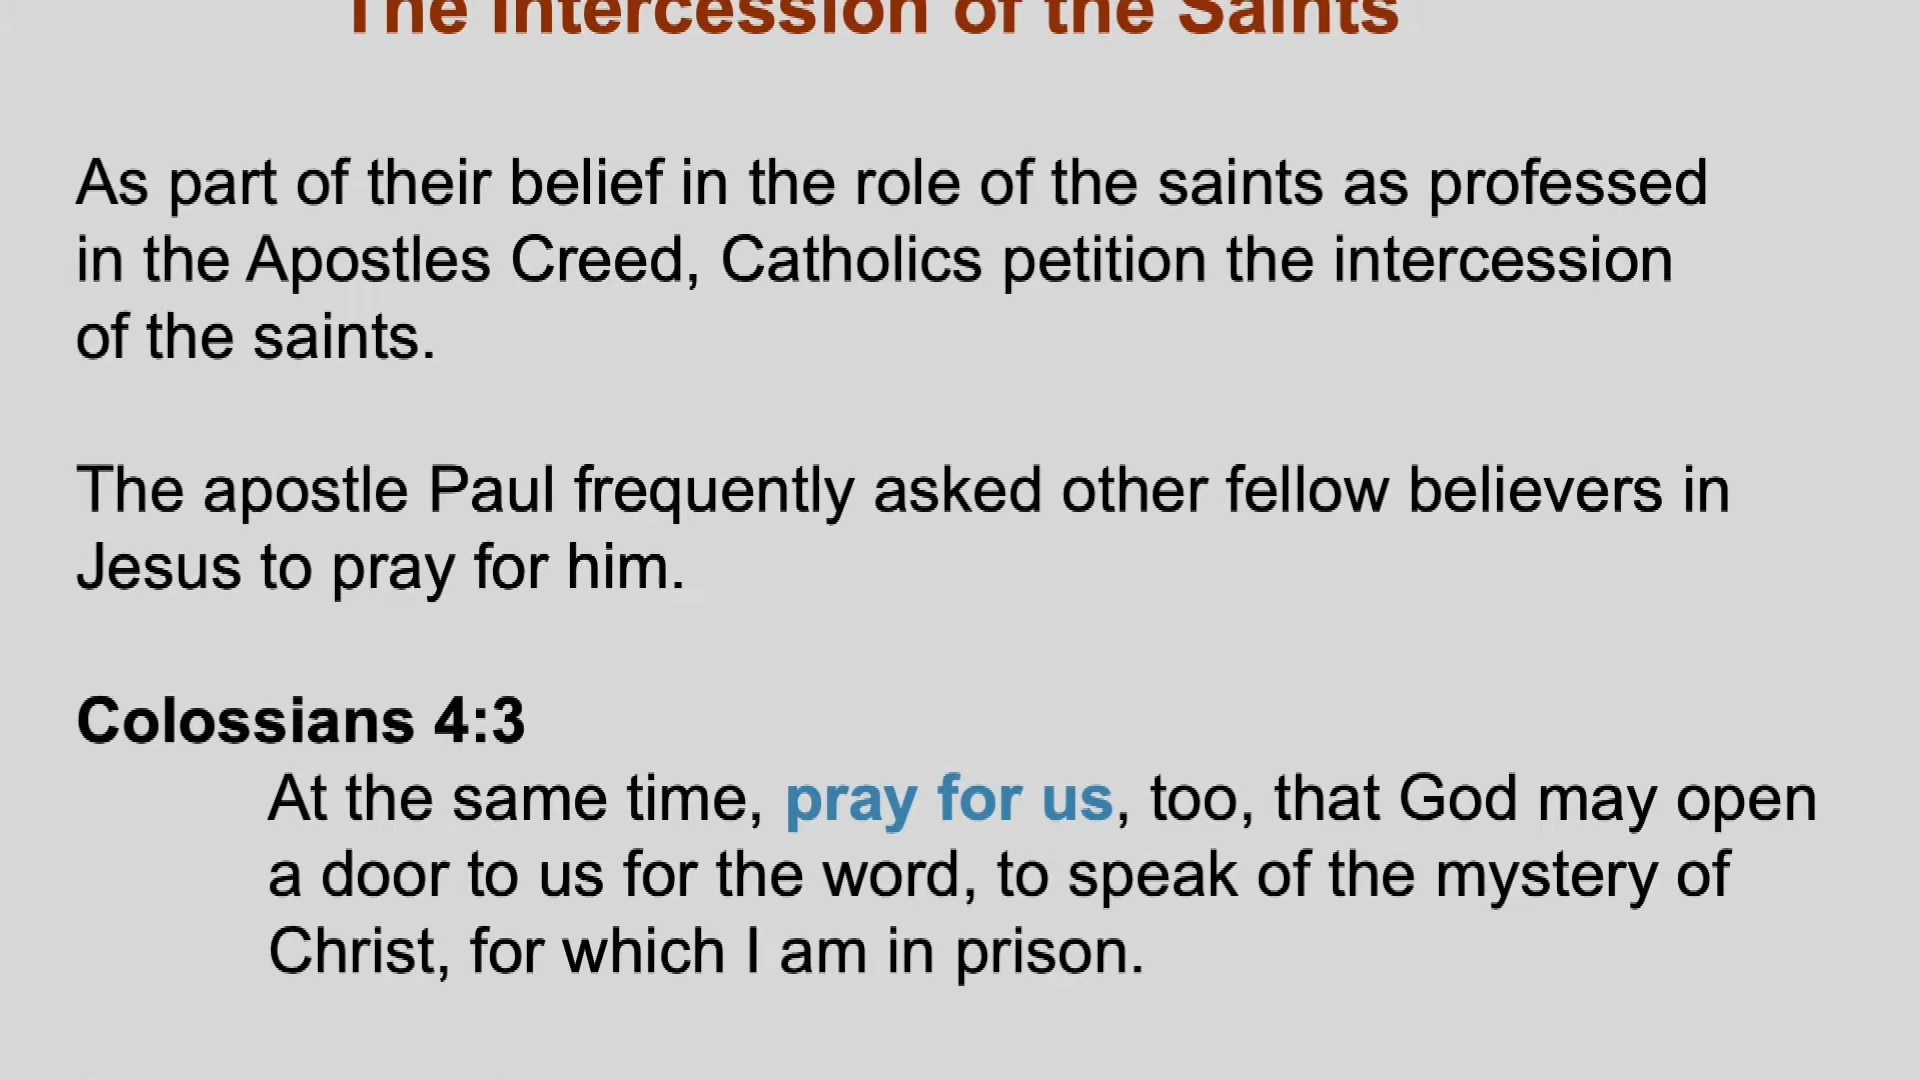 The Intercession of the Saints
As part of their belief in the role of the saints as professed
in the Apostles Creed, Catholics petition the intercession
of the saints.
The apostle Paul frequently asked other fellow believers in
Jesus to pray for him.
Colossians 4:3
At the same time, pray for us, too, that God may open
a door to us for the word, to speak of the mystery of
Christ, for which I am in prison.